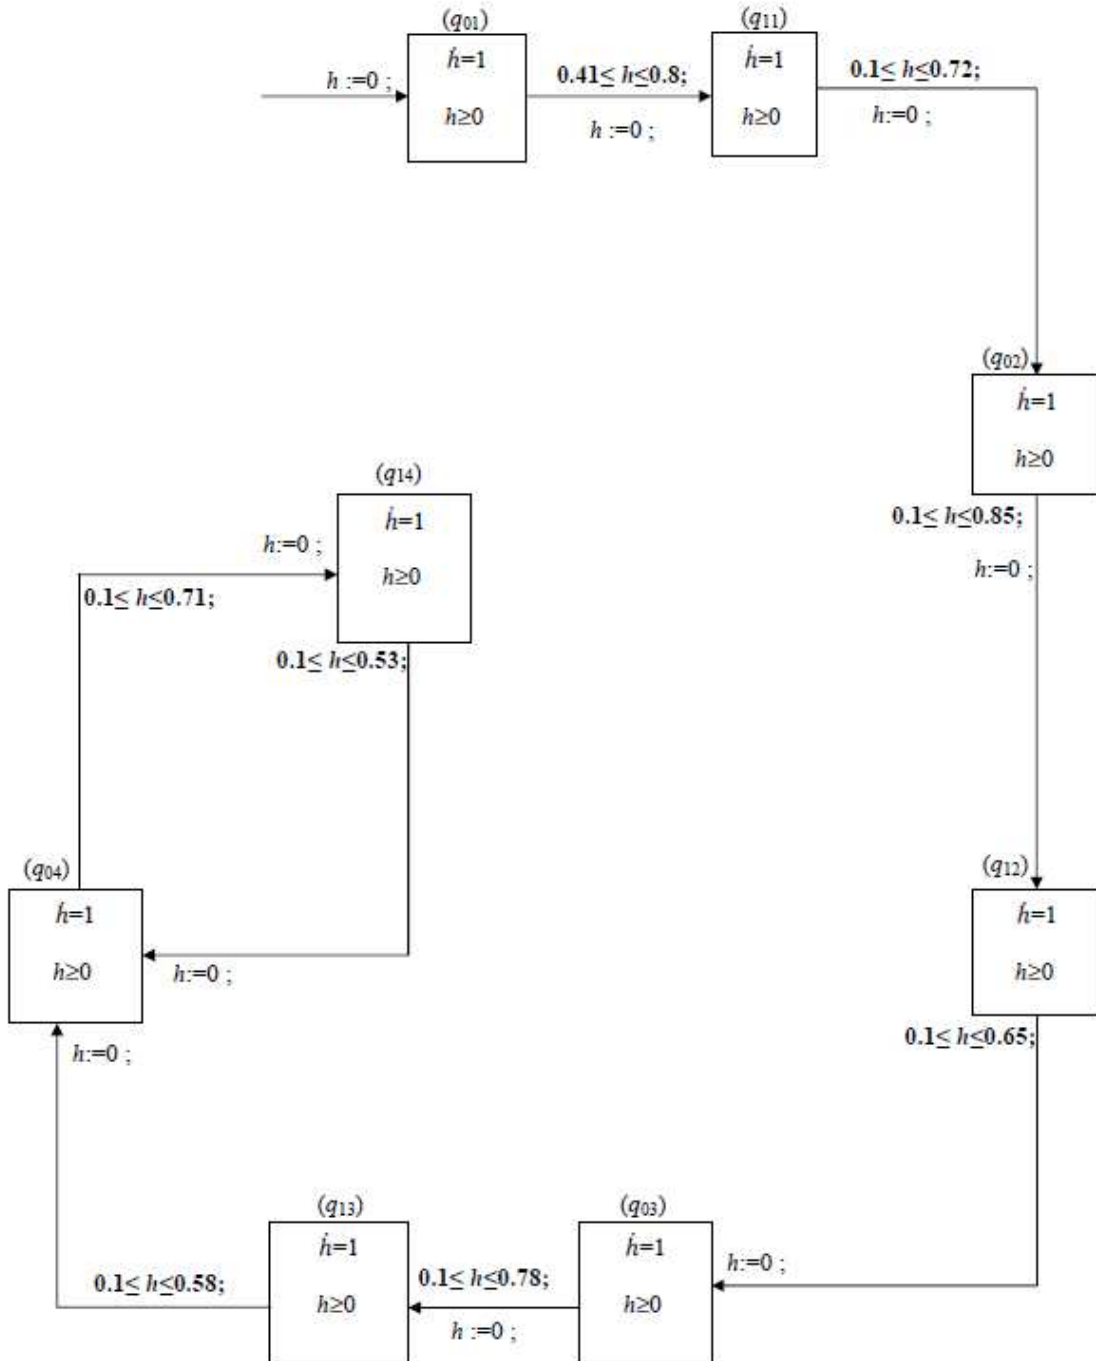 (q₀₁)
ḣ=1
h≥0
(q₁₁)
ḣ=1
h≥0
h :=0 ;
0.41≤ h≤0.8;
h :=0 ;
0.1≤ h≤0.72;
h:=0 ;
(q₀₂)
ḣ=1
h≥0
0.1≤ h≤0.85;
h:=0 ;
(q₁₄)
ḣ=1
h≥0
h:=0 ;
0.1≤ h≤0.71;
0.1≤ h≤0.53;
(q₀₄)
ḣ=1
h≥0
h:=0 ;
h:=0 ;
(q₁₂)
ḣ=1
h≥0
0.1≤ h≤0.65;
(q₁₃)
ḣ=1
h≥0
(q₀₃)
ḣ=1
h≥0
h:=0 ;
0.1≤ h≤0.58;
0.1≤ h≤0.78;
h :=0 ;